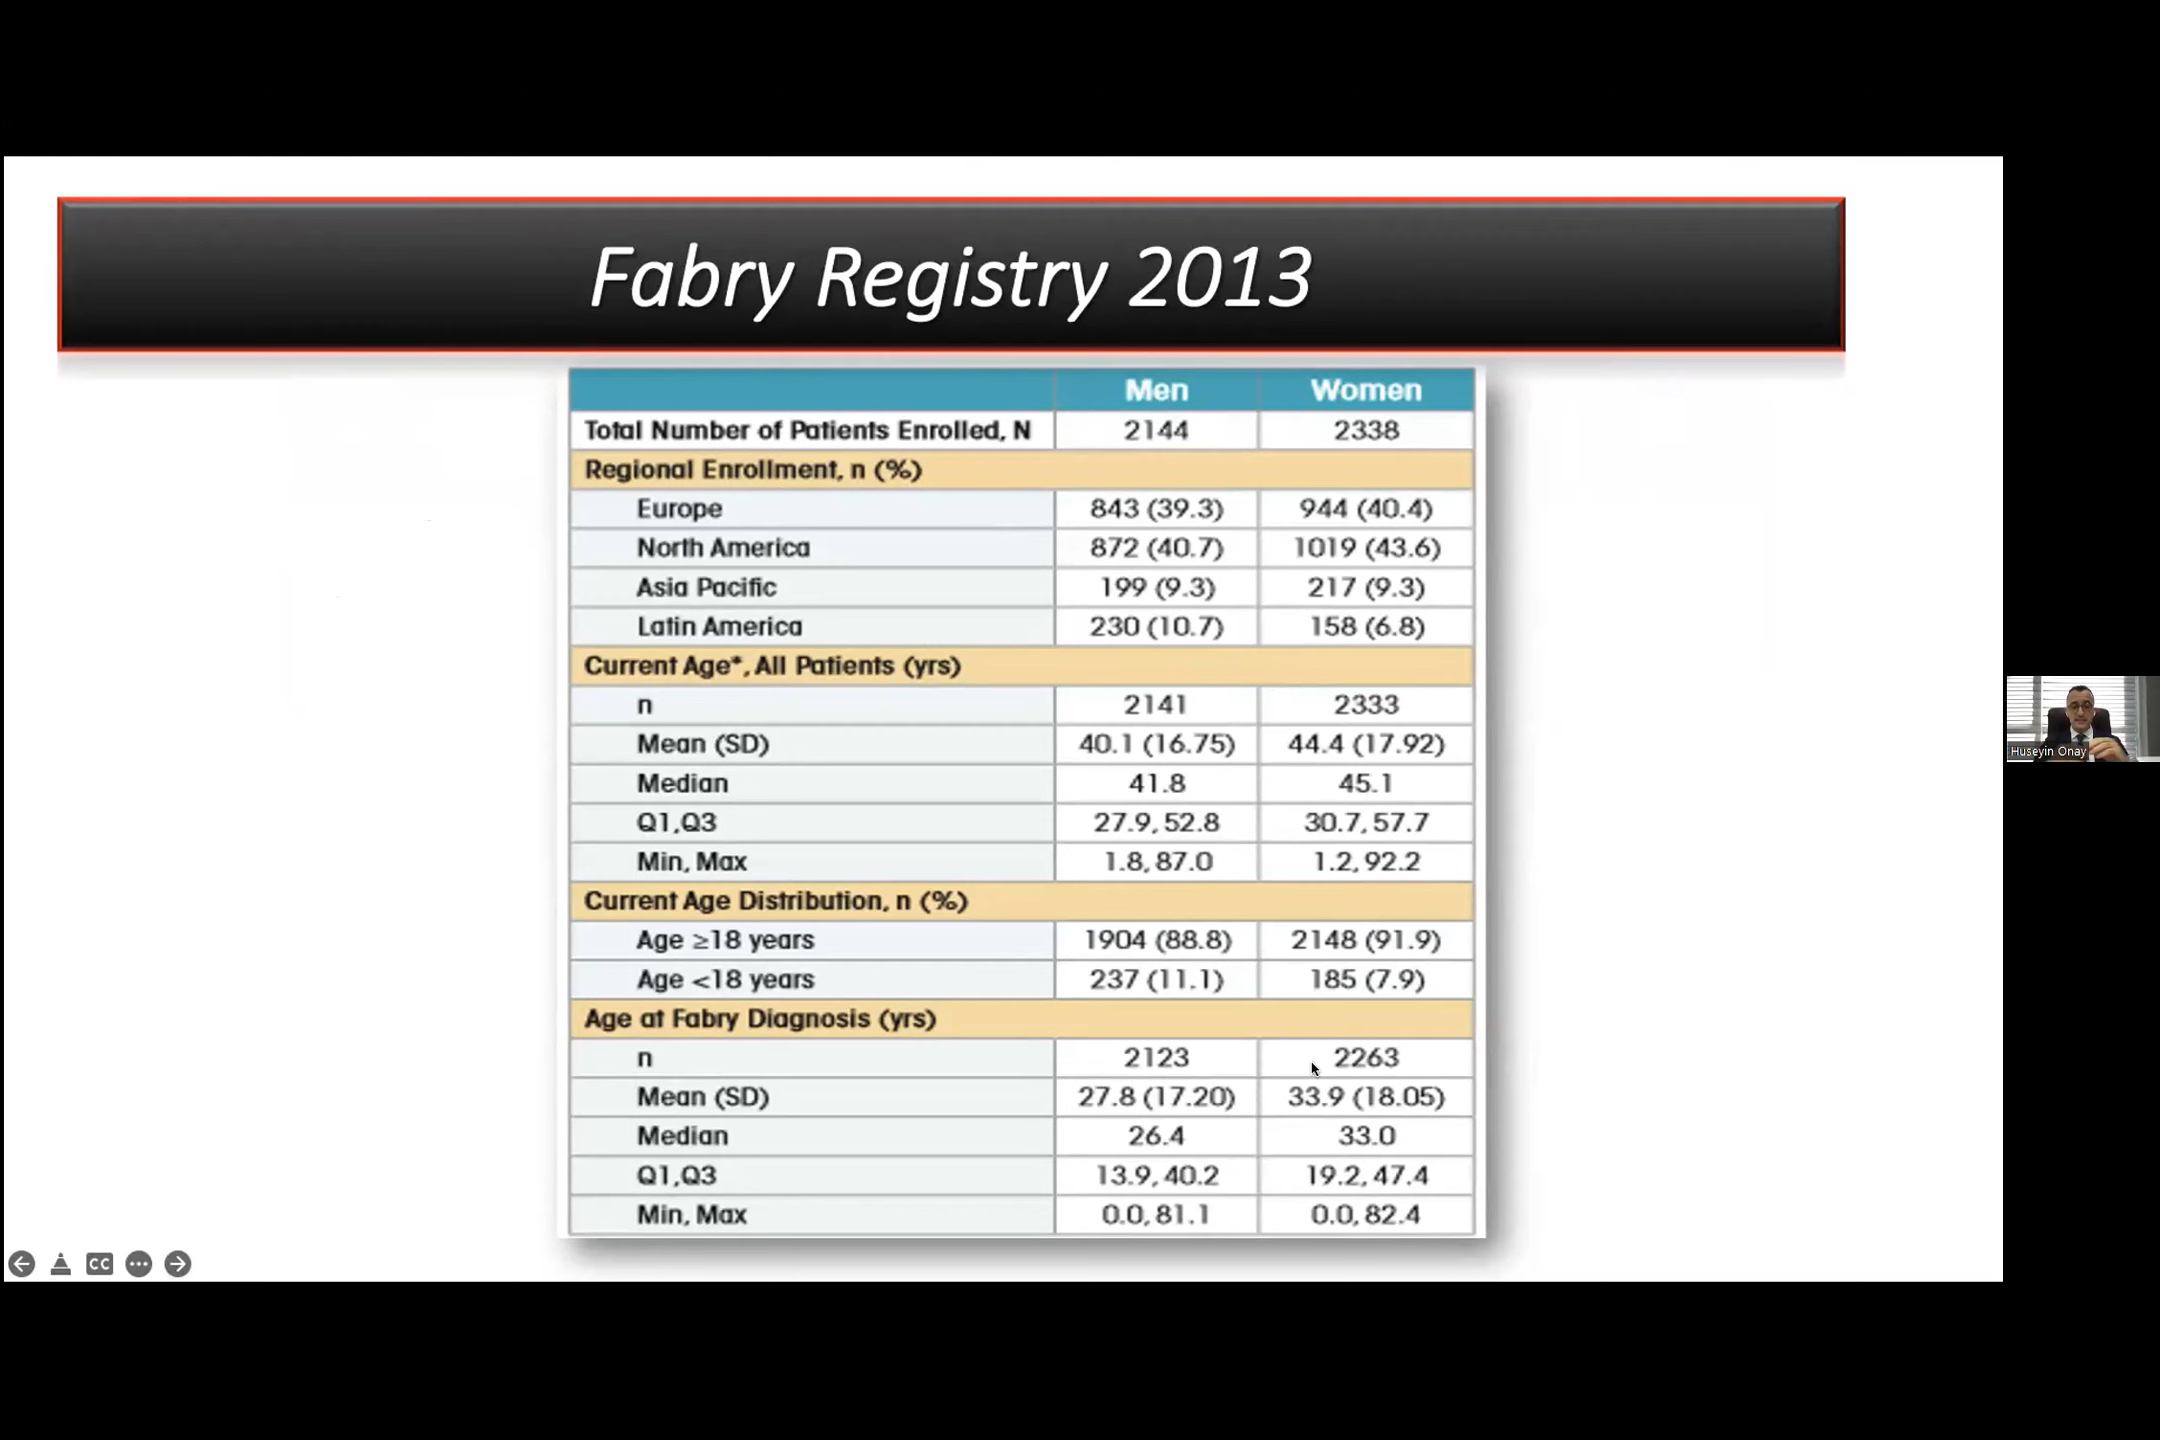 Fabry Registry 2013
Men Women
Total Number of Patients Enrolled, N 2144 2338
Regional Enrollment, n (%)
Europe 843 (39.3) 944 (40.4)
North America 872 (40.7) 1019 (43.6)
Asia Pacific 199 (9.3) 217 (9.3)
Latin America 230 (10.7) 158 (6.8)
Current Age*, All Patients (yrs)
n 2141 2333
Mean (SD) 40.1 (16.75) 44.4 (17.92)
Median 41.8 45.1
Q1,Q3 27.9, 52.8 30.7, 57.7
Min, Max 1.8, 87.0 1.2, 92.2
Current Age Distribution, n (%)
Age ≥18 years 1904 (88.8) 2148 (91.9)
Age <18 years 237 (11.1) 185 (7.9)
Age at Fabry Diagnosis (yrs)
n 2123 2263
Mean (SD) 27.8 (17.20) 33.9 (18.05)
Median 26.4 33.0
Q1,Q3 13.9, 40.2 19.2, 47.4
Min, Max 0.0, 81.1 0.0, 82.4
CC
Huseyin Onay